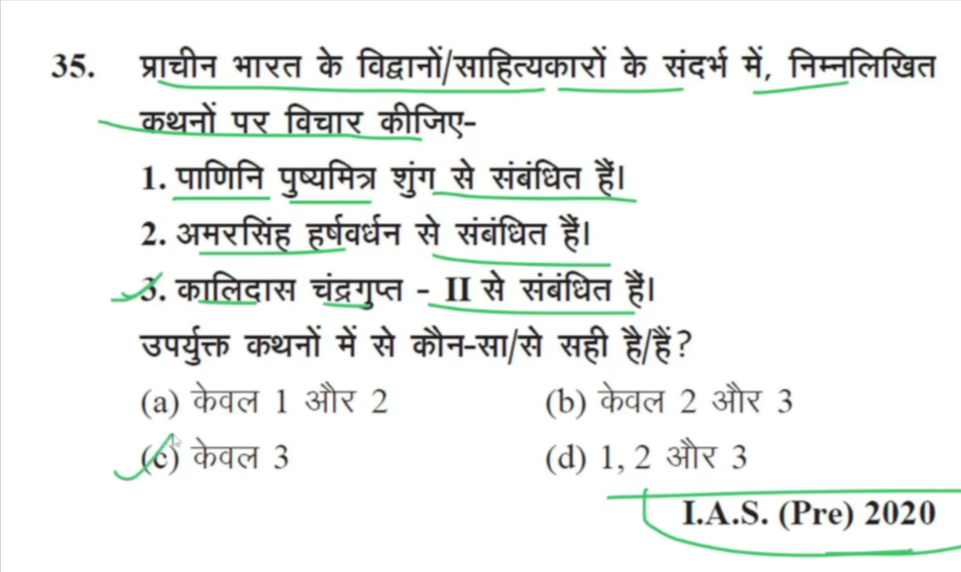 35. प्राचीन भारत के विद्वानों/साहित्यकारों के संदर्भ में, निम्नलिखित
कथनों पर विचार कीजिए-
1. पाणिनि पुष्यमित्र शुंग से संबंधित हैं।
2. अमरसिंह हर्षवर्धन से संबंधित हैं।
3. कालिदास चंद्रगुप्त - II से संबंधित हैं।
उपर्युक्त कथनों में से कौन-सा/से सही है/हैं?
(a) केवल 1 और 2 (b) केवल 2 और 3
(c) केवल 3 (d) 1, 2 और 3
I.A.S. (Pre) 2020